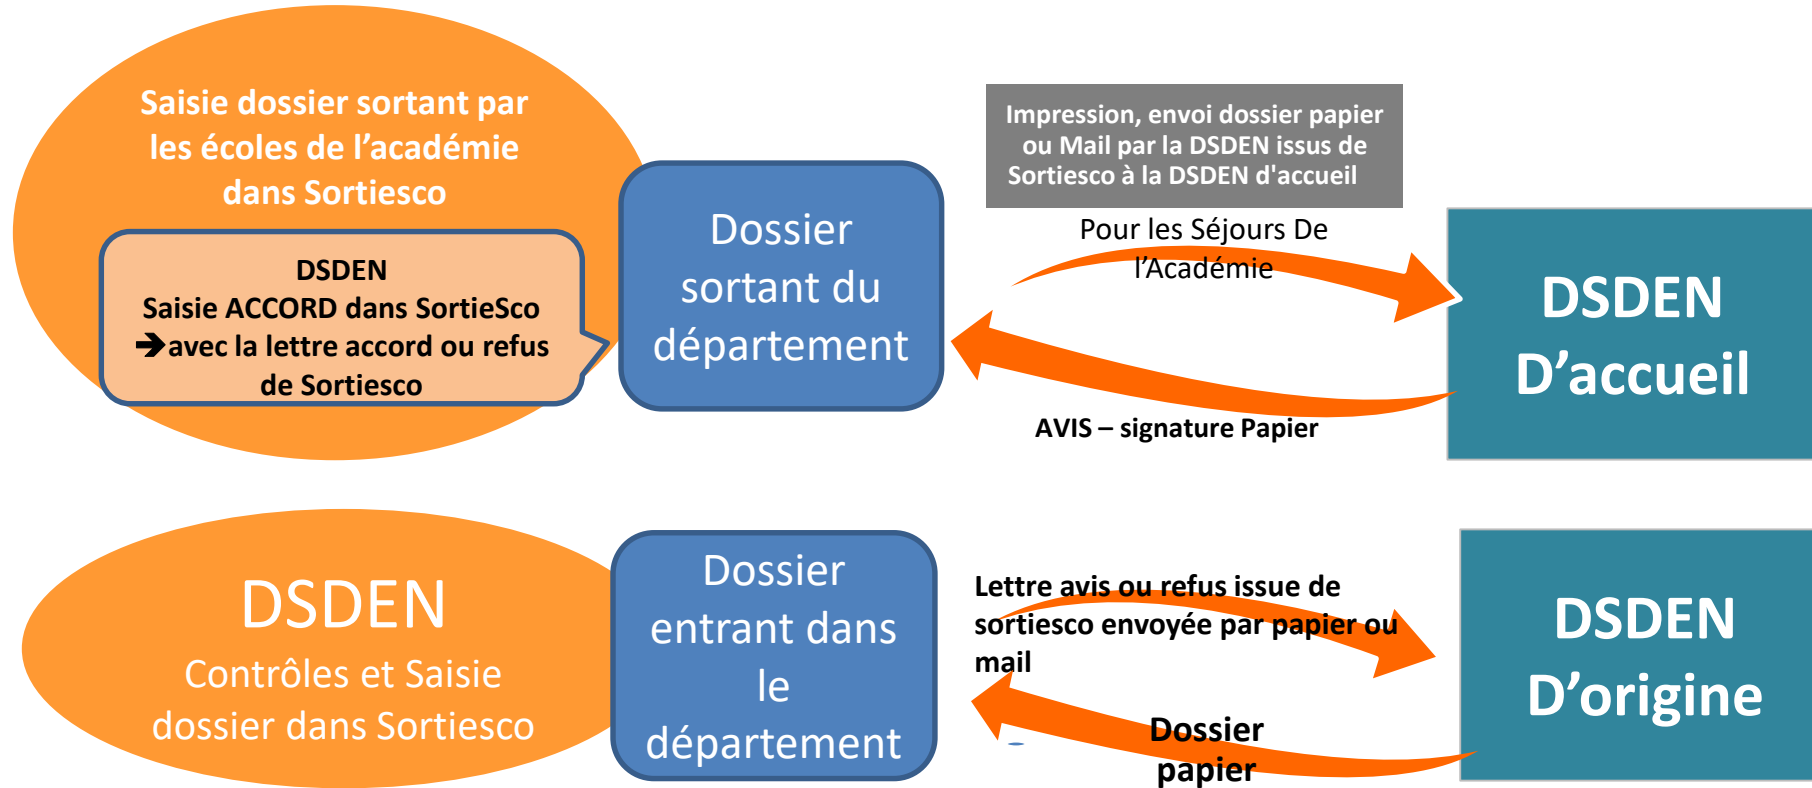 Saisie dossier sortant par
les écoles de l’académie
dans Sortiesco
DSDEN
Saisie ACCORD dans SortieSco
➔avec la lettre accord ou refus
de Sortiesco
Dossier
sortant du
département
Impression, envoi dossier papier
ou Mail par la DSDEN issus de
Sortiesco à la DSDEN d'accueil
Pour les Séjours De
l’Académie
AVIS – signature Papier
DSDEN
D’accueil
DSDEN
Contrôles et Saisie
dossier dans Sortiesco
Dossier
entrant dans
le
département
Lettre avis ou refus issue de
sortiesco envoyée par papier ou
mail
Dossier
papier
DSDEN
D’origine